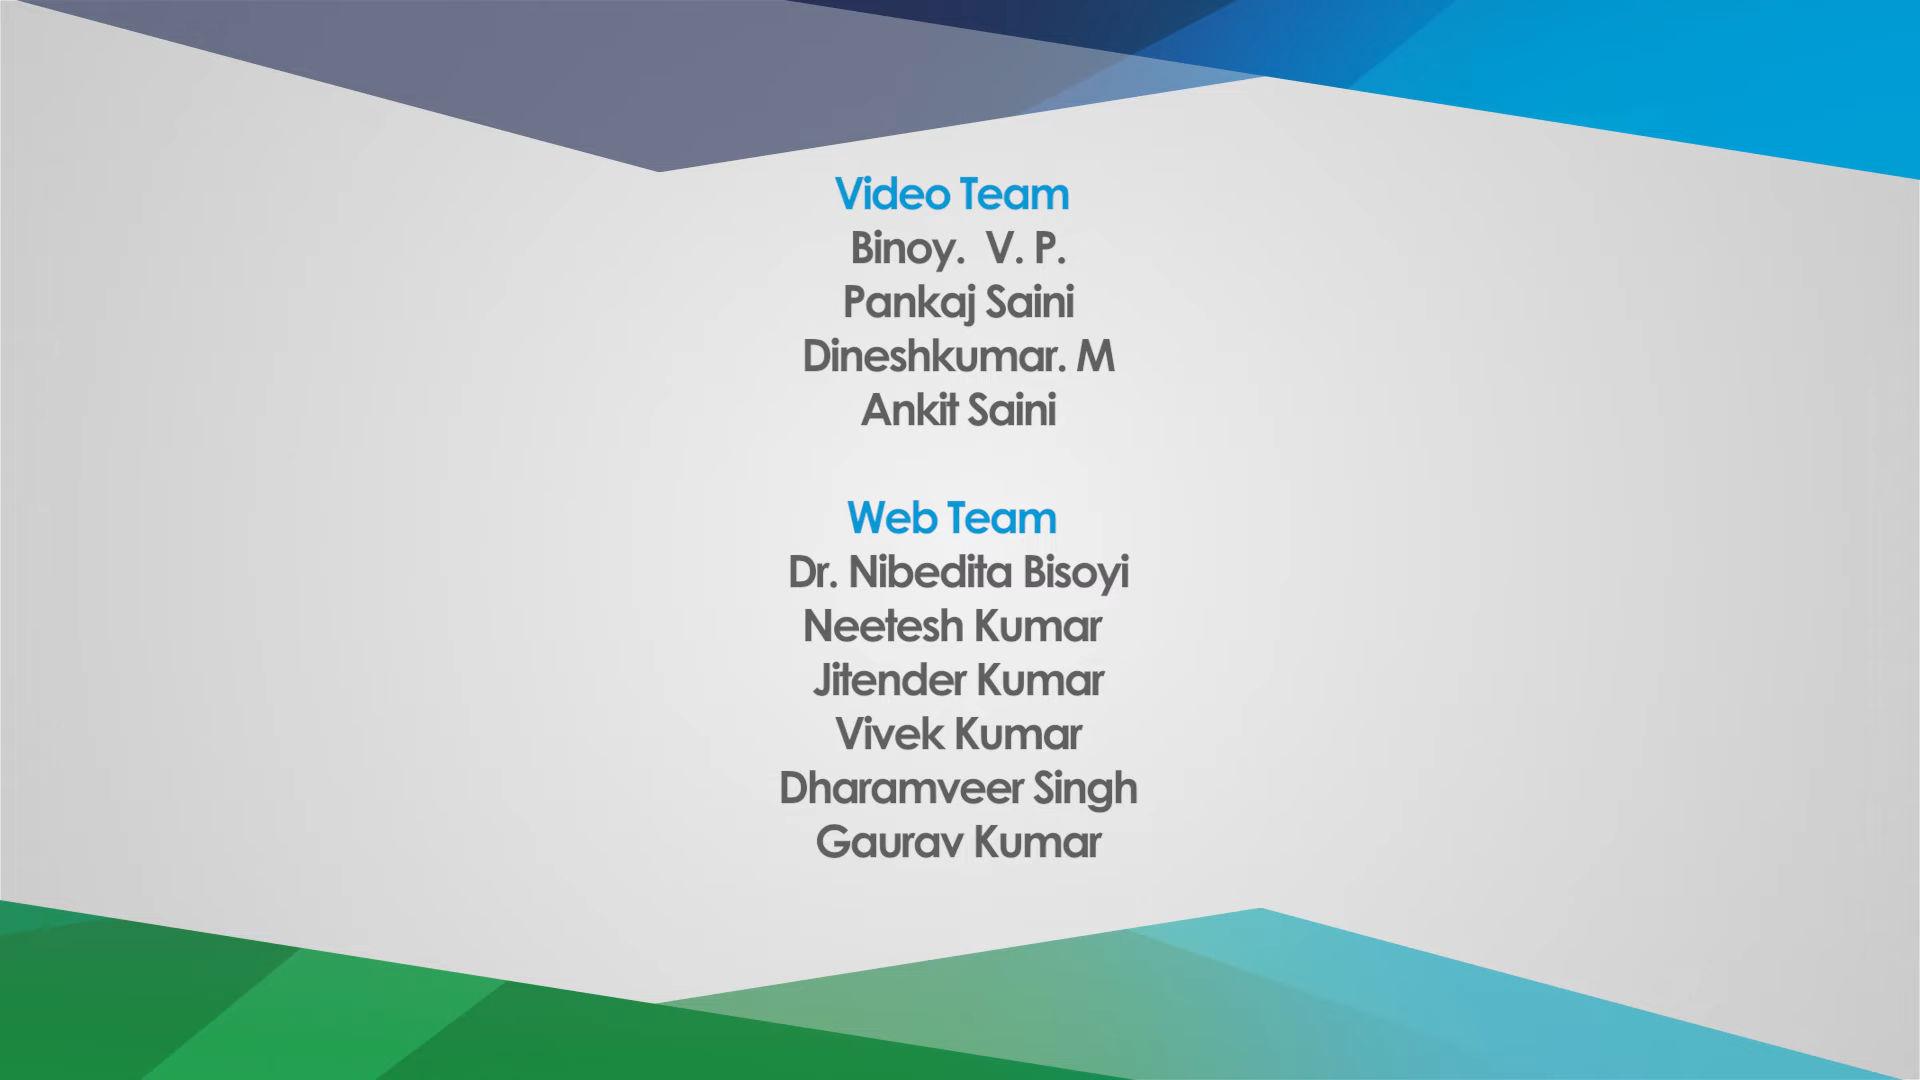 Video Team
Binoy.  V. P.
Pankaj Saini
Dineshkumar. M
Ankit Saini
Web Team
Dr. Nibedita Bisoyi
Neetesh Kumar
Jitender Kumar
Vivek Kumar
Dharamveer Singh
Gaurav Kumar